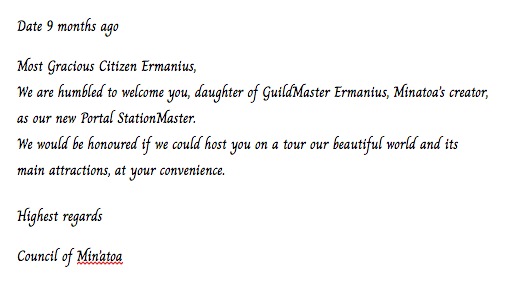 Date 9 months ago
Most Gracious Citizen Ermanius,
We are humbled to welcome you, daughter of GuildMaster Ermanius, Minatoa's creator,
as our new Portal StationMaster.
We would be honoured if we could host you on a tour our beautiful world and its
main attractions, at your convenience.
Highest regards
Council of Min'atoa